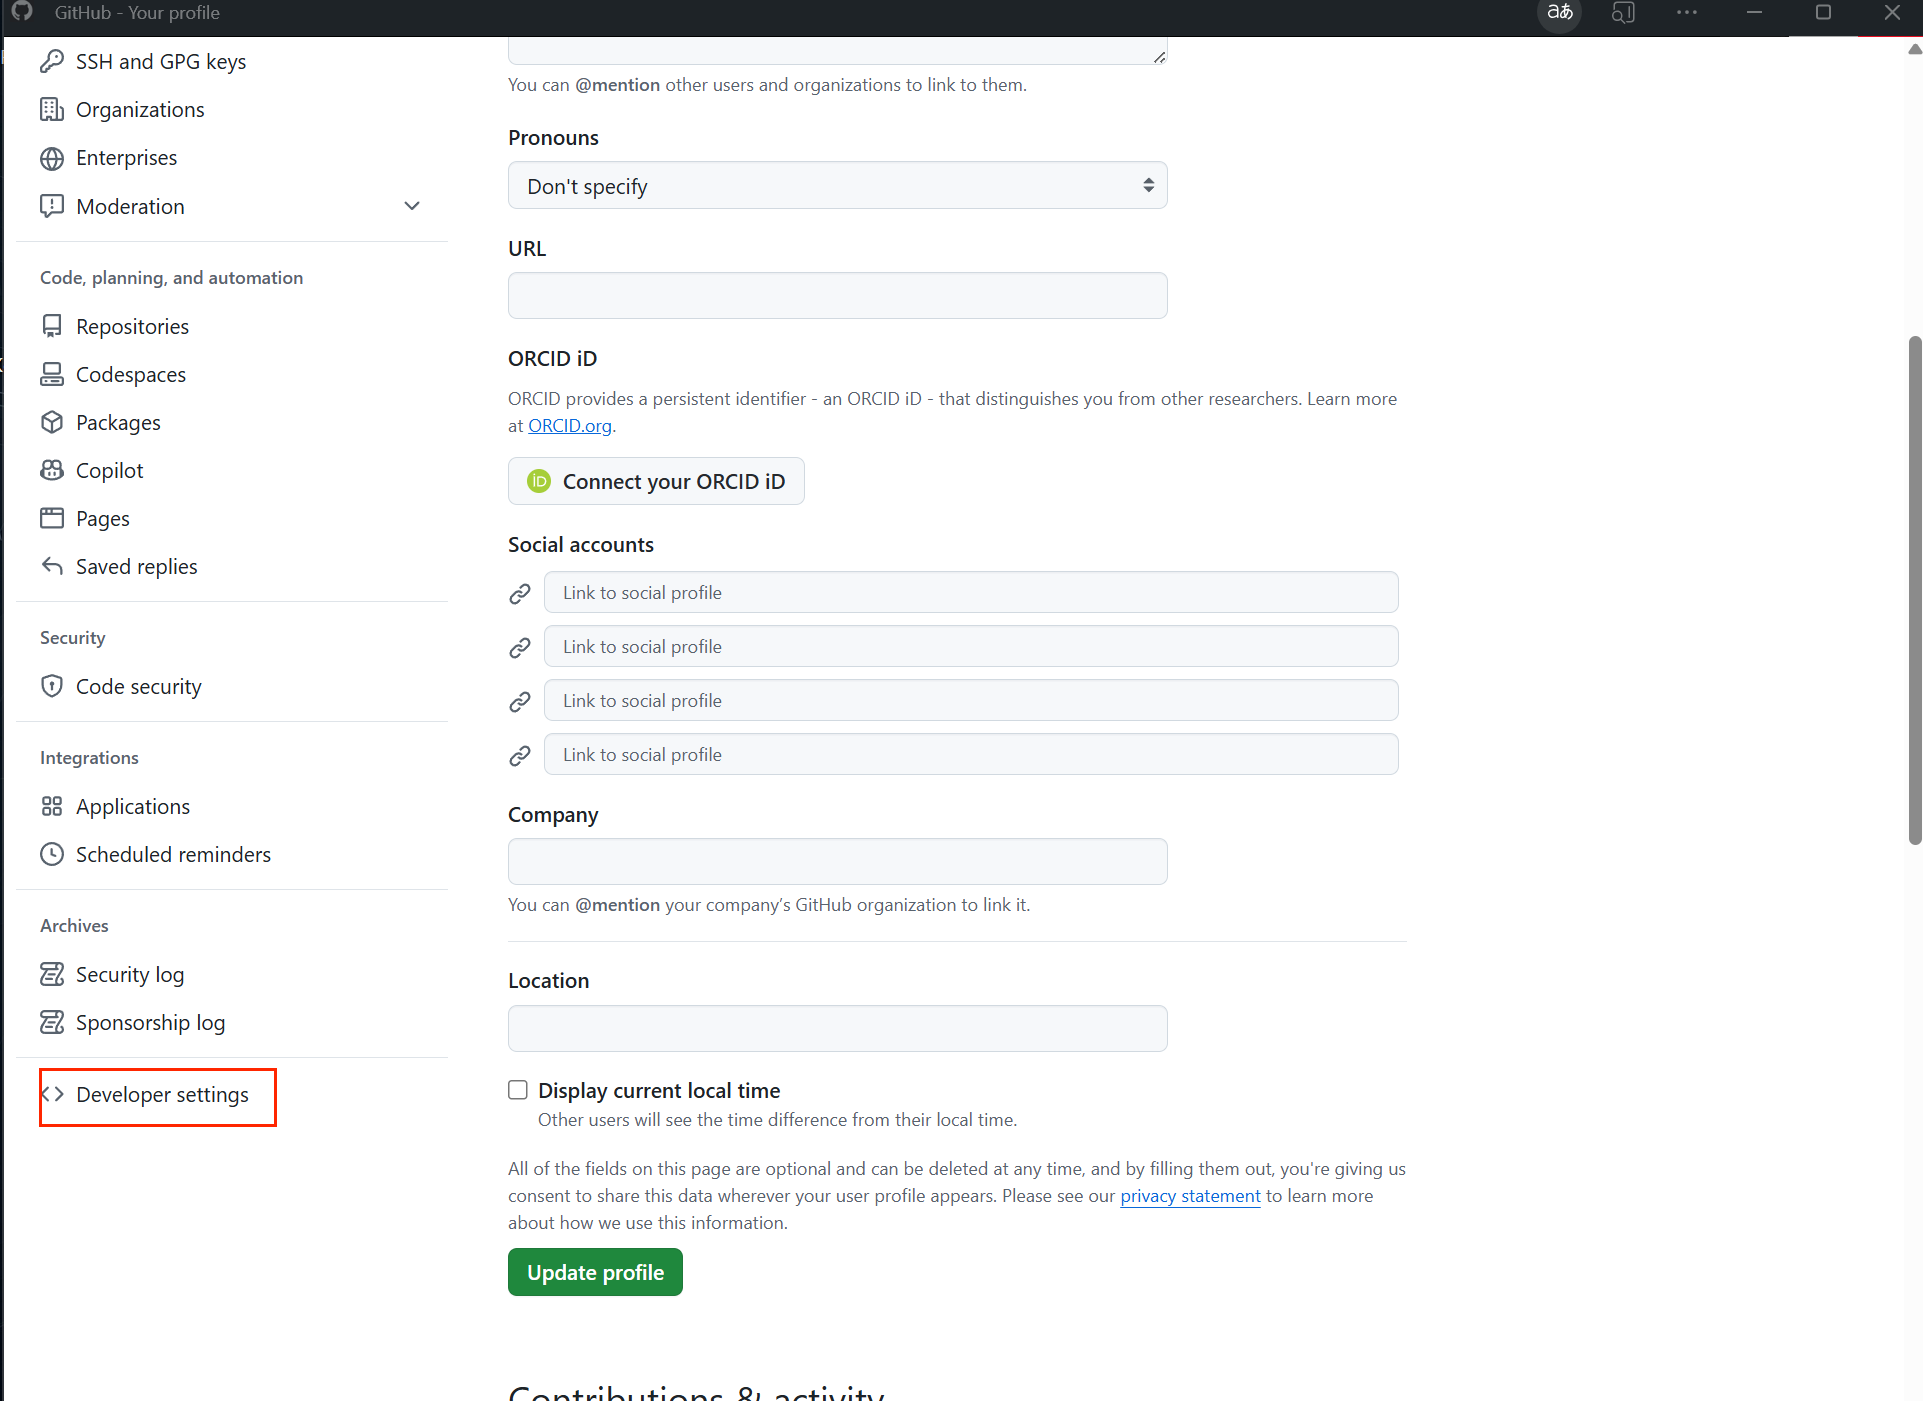 GitHub - Your profile
aあ
SSH and GPG keys
Organizations
Enterprises
Moderation
Code, planning, and automation
Repositories
Codespaces
Packages
Copilot
Pages
Saved replies
Security
Code security
Integrations
Applications
Scheduled reminders
Archives
Security log
Sponsorship log
Developer settings
You can @mention other users and organizations to link to them.
Pronouns
Don't specify
URL
ORCID iD
ORCID provides a persistent identifier - an ORCID iD - that distinguishes you from other researchers. Learn more
at ORCID.org.
iD Connect your ORCID iD
Social accounts
Link to social profile
Link to social profile
Link to social profile
Link to social profile
Company
You can @mention your company’s GitHub organization to link it.
Location
Display current local time
Other users will see the time difference from their local time.
All of the fields on this page are optional and can be deleted at any time, and by filling them out, you're giving us
consent to share this data wherever your user profile appears. Please see our privacy statement to learn more
about how we use this information.
Update profile
Contributions & activity